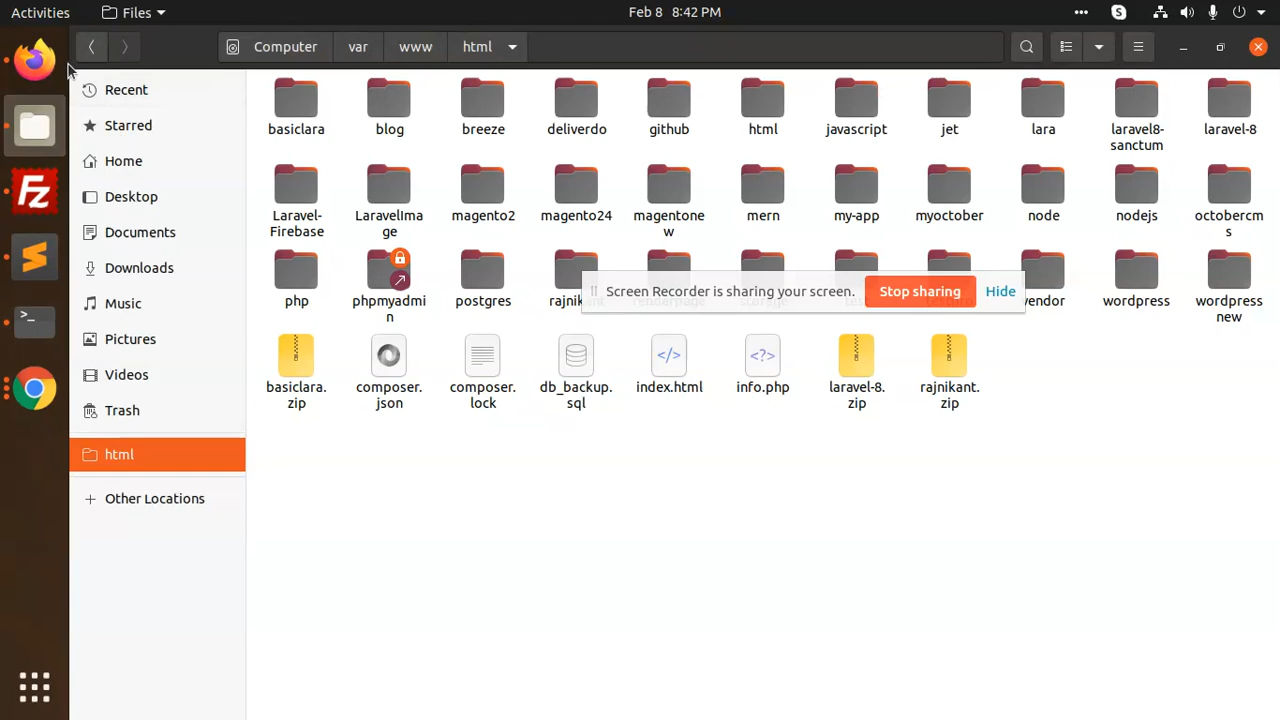 Activities Files Feb 8 8:42 PM
Computer var www html
Recent
Starred
Home
Desktop
Documents
Downloads
Music
Pictures
Videos
Trash
html
Other Locations
basiclara blog breeze deliverdo github html javascript jet lara laravel8- laravel-8
sanctum
Laravel- LaravelIma magento2 magento24 magentone mern my-app myoctober node nodejs octobercm
Firebase ge w s
php phpmyadmi postgres vendor wordpress wordpress
n new
Screen Recorder is sharing your screen. Stop sharing Hide
basiclara. composer. composer. db_backup. index.html info.php laravel-8. rajnikant.
zip json lock sql zip zip